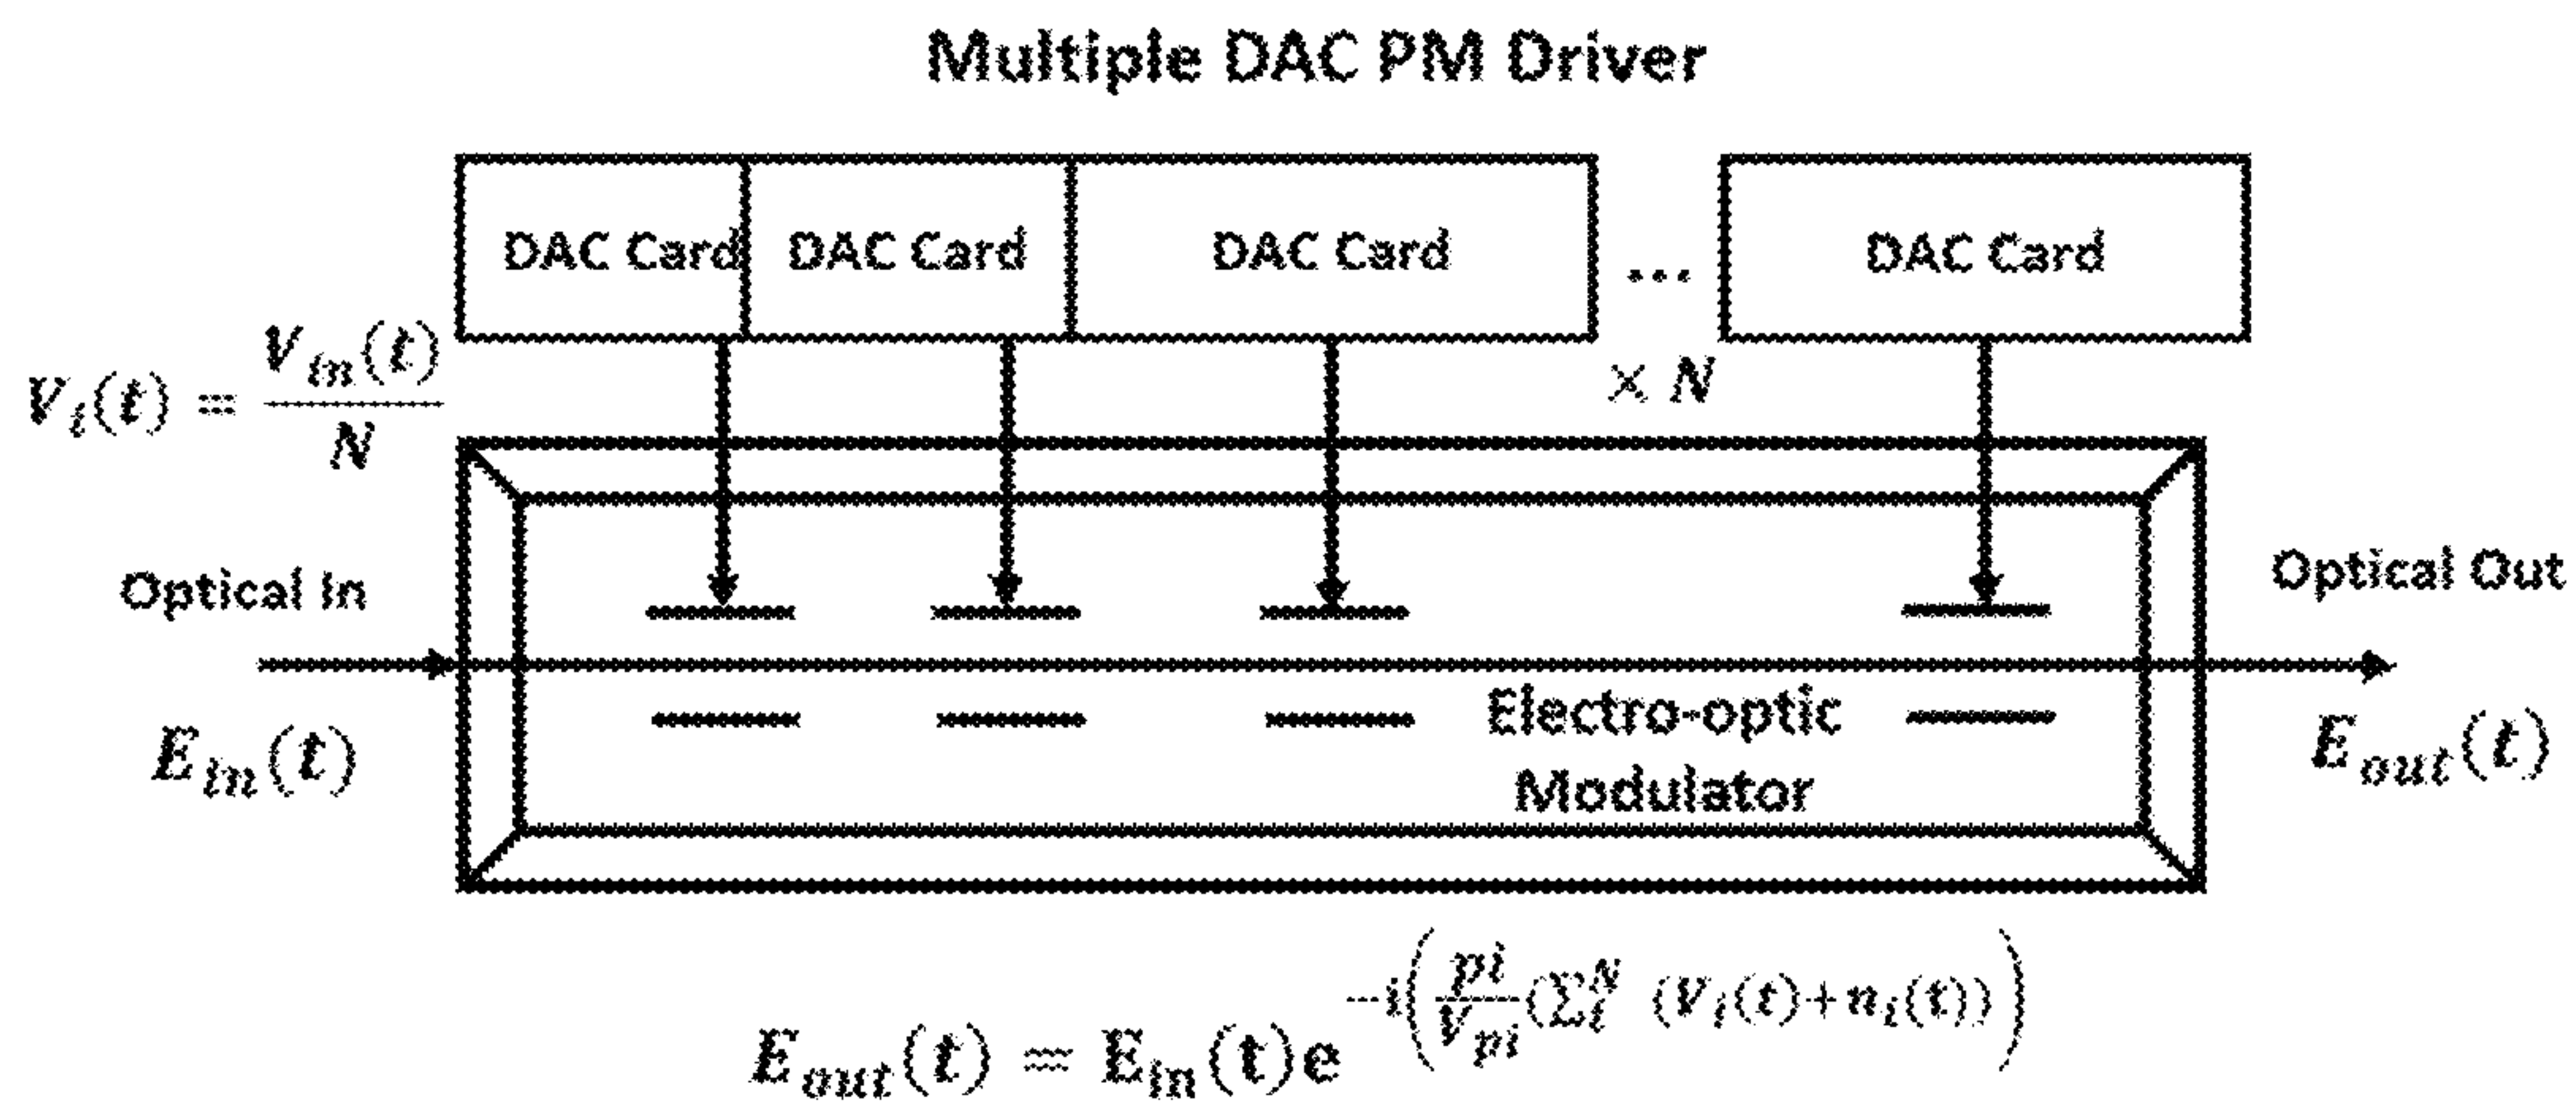 Multiple DAC PM Driver
DAC Card DAC Card DAC Card ... DAC Card
× N
V_i(t) = V_in(t) / N
Optical In
Optical Out
E_in(t)
Electro-optic
Modulator
E_out(t)
E_out(t) = E_in(t)e^{-i(pi/V_pi(∑_i^N (V_i(t)+n_i(t)))}